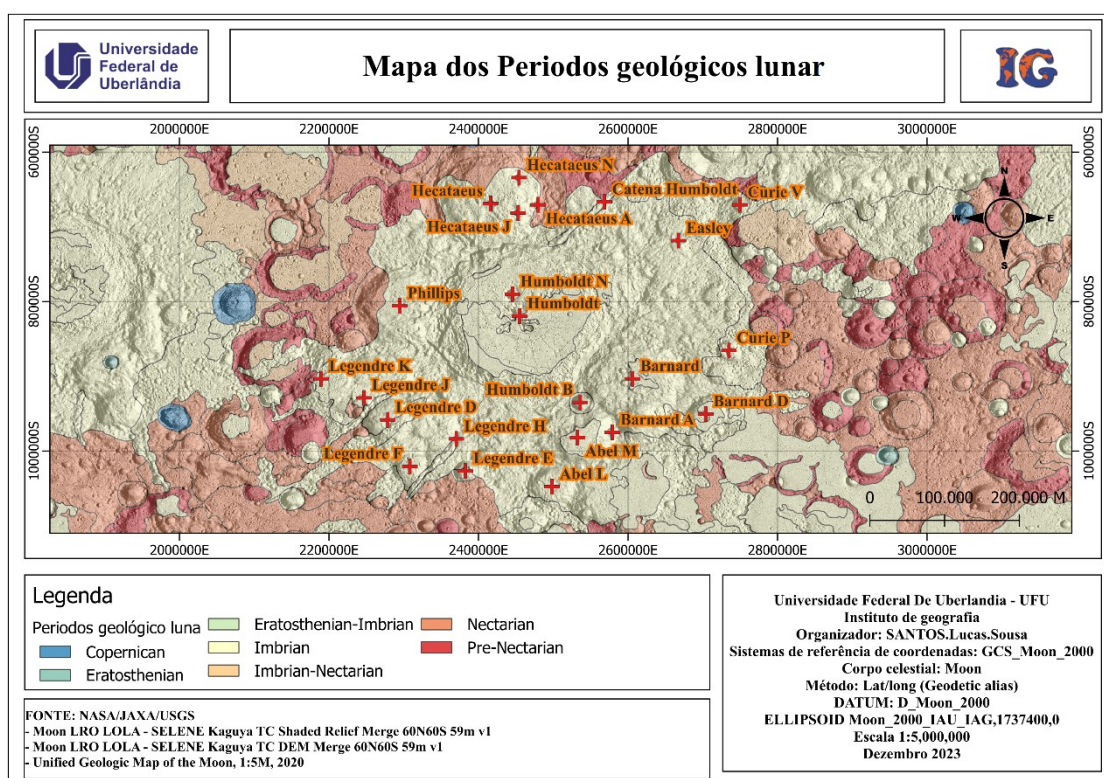 Universidade
Federal de
Uberlândia
Mapa dos Periodos geológicos lunar
IG
2000000E 2200000E 2400000E 2600000E 2800000E 3000000E
600000S 600000S
Hecataeus N
Hecataeus
Catena Humboldt
Curie V
Hecataeus J
Hecataeus A
N
W E
S
Easley
Humboldt N
Phillips
Humboldt
800000S 800000S
Curie P
Legendre K
Barnard
Legendre J
Humboldt B
Legendre D
Barnard D
Legendre H
Barnard A
Abel M
Legendre F
Legendre E
Abel L
1000000S 1000000S
0 100.000 200.000 M
2000000E 2200000E 2400000E 2600000E 2800000E 3000000E
Legenda
Periodos geológico luna
Copernican
Eratosthenian
Eratosthenian-Imbrian
Imbrian
Imbrian-Nectarian
Nectarian
Pre-Nectarian
FONTE: NASA/JAXA/USGS
- Moon LRO LOLA - SELENE Kaguya TC Shaded Relief Merge 60N60S 59m v1
- Moon LRO LOLA - SELENE Kaguya TC DEM Merge 60N60S 59m v1
- Unified Geologic Map of the Moon, 1:5M, 2020
Universidade Federal De Uberlandia - UFU
Instituto de geografia
Organizador: SANTOS.Lucas.Sousa
Sistemas de referência de coordenadas: GCS_Moon_2000
Corpo celestial: Moon
Método: Lat/long (Geodetic alias)
DATUM: D_Moon_2000
ELLIPSOID Moon_2000_IAU_IAG,1737400,0
Escala 1:5,000,000
Dezembro 2023